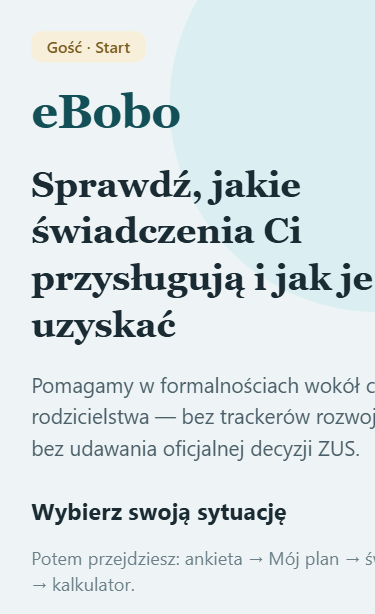 Gość · Start
eBobo
Sprawdź, jakie
świadczenia Ci
przysługują i jak je
uzyskać
Pomagamy w formalnościach wokół
rodzicielstwa — bez trackerów
bez udawania oficjalnej decyzji ZUS.
Wybierz swoją sytuację
Potem przejdziesz: ankieta → Mój plan →
→ kalkulator.